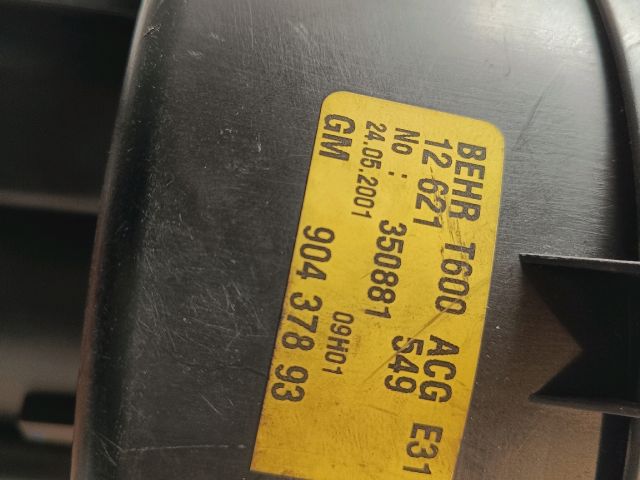 BEHR T600 ACG E31
12 621 549
No : 350881
24.05.2001 09H01
GM 904 378 93